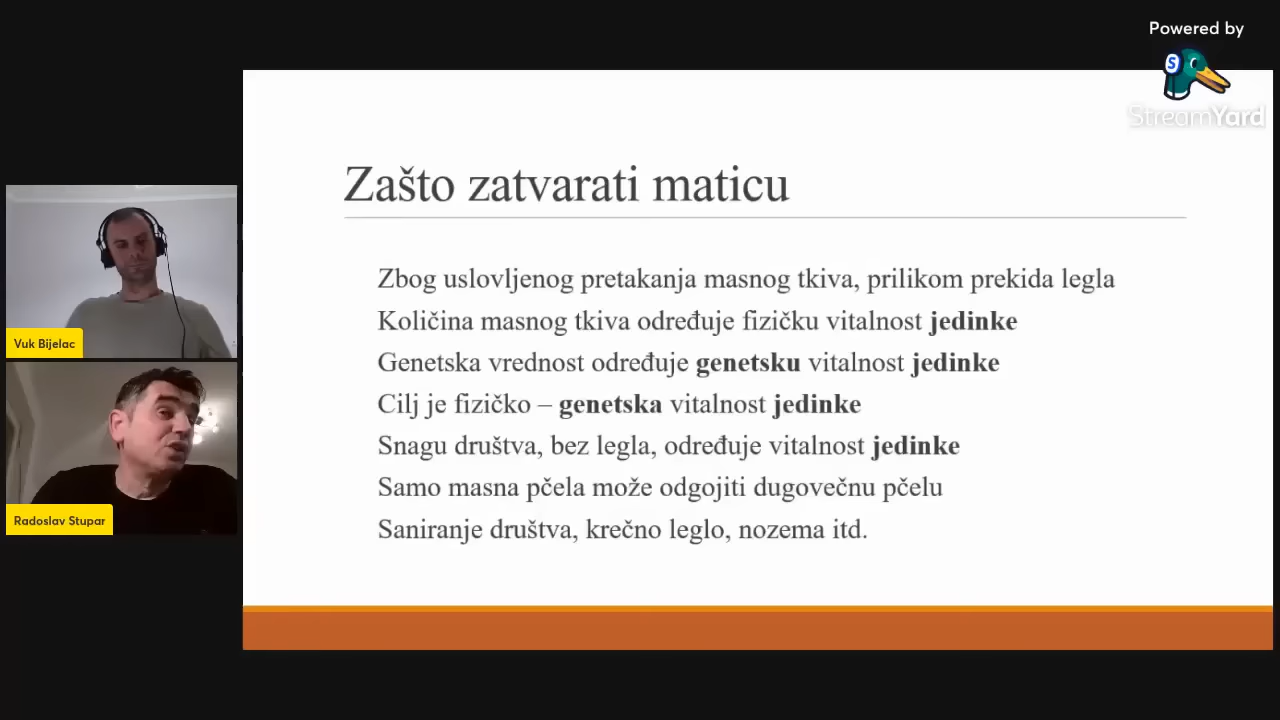 Powered by
StreamYard
Zašto zatvarati maticu
Zbog uslovljenog pretakanja masnog tkiva, prilikom prekida legla
Količina masnog tkiva određuje fizičku vitalnost jedinke
Genetska vrednost određuje genetsku vitalnost jedinke
Cilj je fizičko – genetska vitalnost jedinke
Snagu društva, bez legla, određuje vitalnost jedinke
Samo masna pčela može odgojiti dugovečnu pčelu
Saniranje društva, krečno leglo, nozema itd.
Vuk Bijelac
Radoslav Stupar